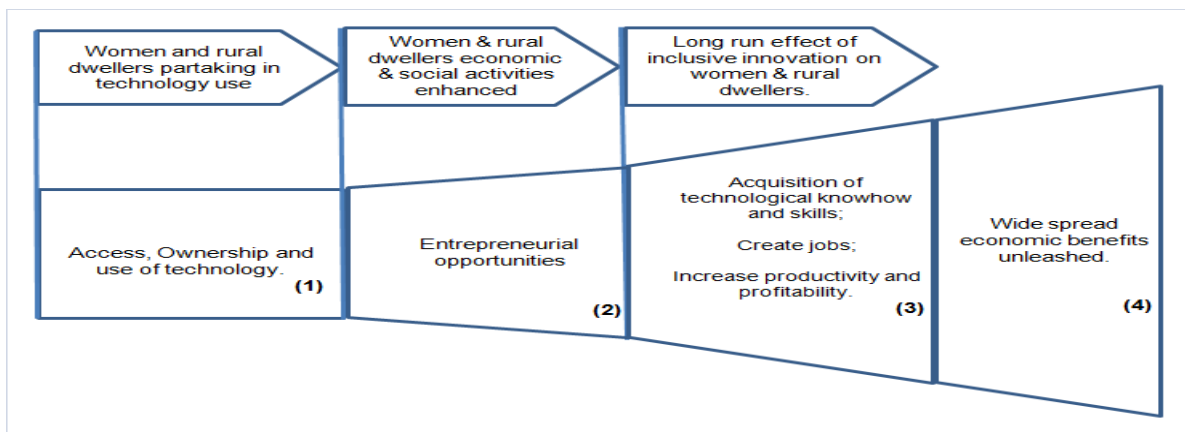 Women and rural
dwellers partaking in
technology use
Women & rural
dwellers economic
& social activities
enhanced
Long run effect of
inclusive innovation on
women & rural
dwellers.
Access, Ownership and
use of technology.
(1)
Entrepreneurial
opportunities
(2)
Acquisition of
technological knowhow
and skills;
Create jobs;
Increase productivity and
profitability.
(3)
Wide spread
economic benefits
unleashed.
(4)